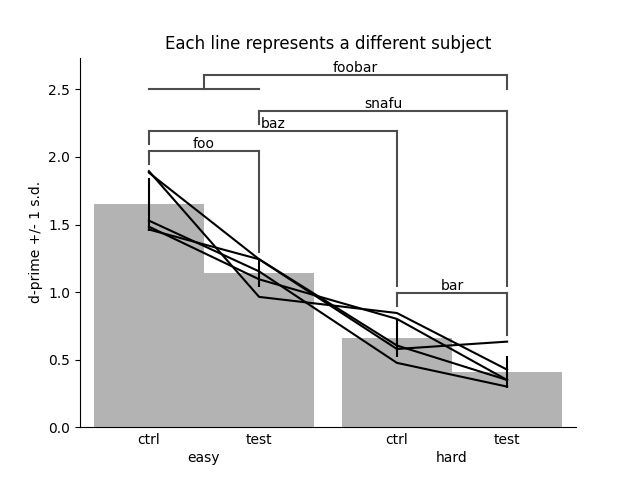 Each line represents a different subject
foobar
snafu
baz
foo
bar
d-prime +/- 1 s.d.
2.5
2.0
1.5
1.0
0.5
0.0
ctrl test ctrl test
easy hard